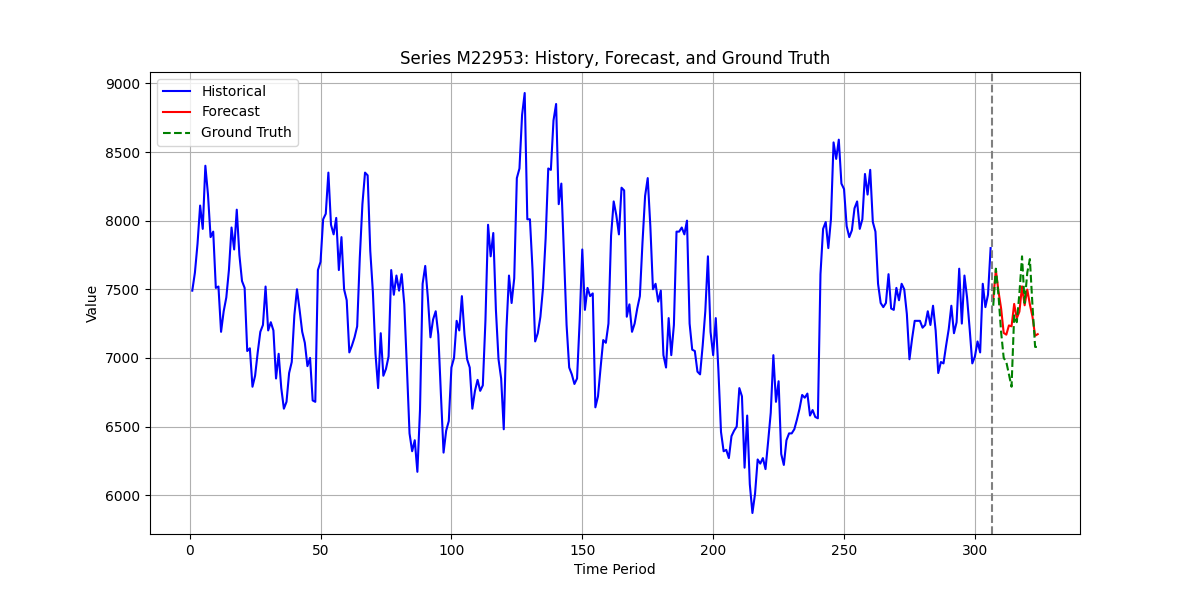 Series M22953: History, Forecast, and Ground Truth
Historical
Forecast
Ground Truth
9000
8500
8000
7500
7000
6500
6000
Value
0 50 100 150 200 250 300
Time Period